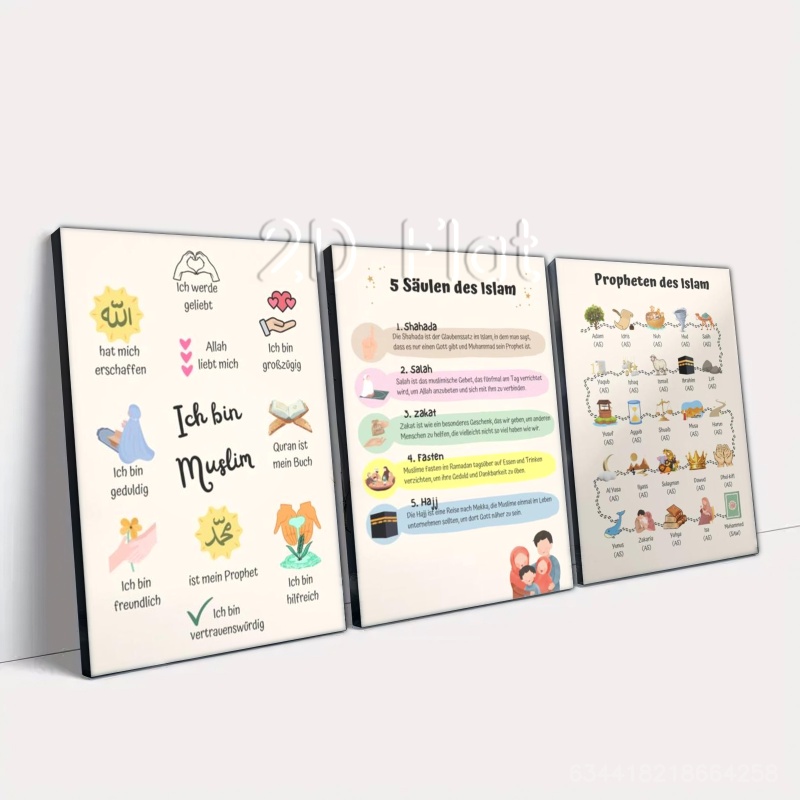 2D Flat
Ich werde
geliebt
الله
hat mich
erschaffen
Allah
liebt mich
Ich bin
großzügig
Ich bin
Muslim
Ich bin
geduldig
Quran ist
mein Buch
Ich bin
freundlich
محمد
ist mein Prophet
Ich bin
hilfreich
Ich bin
vertrauenswürdig
5 Säulen des Islam
1. Shahada
Die Shahada ist der Glaubenssatz im Islam, in dem man sagt,
dass es nur einen Gott gibt und Muhammad sein Prophet ist.
2. Salah
Salah ist das muslimische Gebet, das fünfmal am Tag verrichtet
wird, um Allah anzubeten und sich mit ihm zu verbinden.
3. Zakat
Zakat ist wie ein besonderes Geschenk, das wir geben, um anderen
Menschen zu helfen, die vielleicht nicht so viel haben wie wir.
4. Fasten
Muslime fasten im Ramadan tagsüber auf Essen und Trinken
verzichten, um ihre Geduld und Dankbarkeit zu üben.
5. Hajj
Die Hajj ist eine Reise nach Mekka, die Muslime einmal im Leben
unternehmen sollten, um dort Gott näher zu sein
Propheten des Islam
Adam (AS)
Idris (AS)
Nuh (AS)
Hud (AS)
Salih (AS)
Yaqub (AS)
Ishaq (AS)
Ismail (AS)
Ibrahim (AS)
Lut (AS)
Yusuf (AS)
Ayyub (AS)
Shuaib (AS)
Musa (AS)
Harun (AS)
Al Yasa (AS)
Ilyas (AS)
Sulayman (AS)
Dawud (AS)
Dhul Kifl (AS)
Yunus (AS)
Zakaria (AS)
Yahya (AS)
Isa (AS)
Muhammad (SAW)
634418218684258